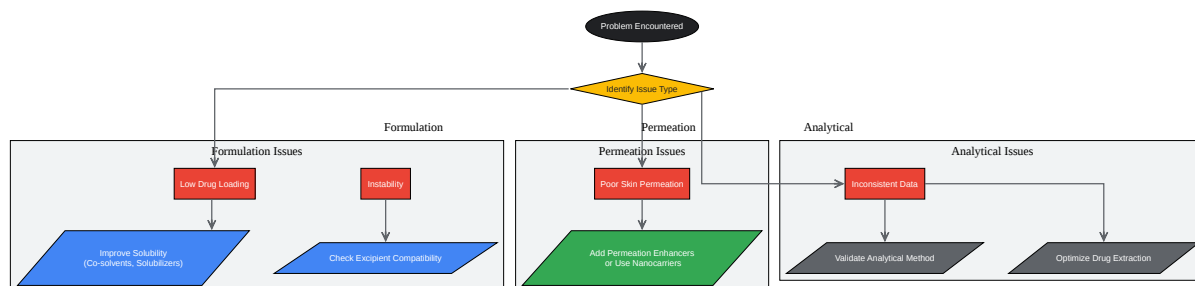 Problem Encountered
Identify Issue Type
Formulation
Permeation
Analytical
Formulation Issues
Permeation Issues
Analytical Issues
Low Drug Loading
Instability
Poor Skin Permeation
Inconsistent Data
Improve Solubility
(Co-solvents, Solubilizers)
Check Excipient Compatibility
Add Permeation Enhancers
or Use Nanocarriers
Validate Analytical Method
Optimize Drug Extraction